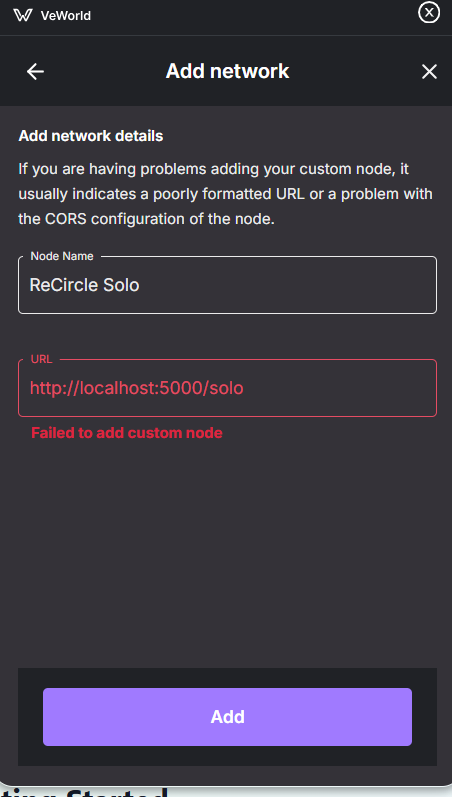 VeWorld
Add network
Add network details
If you are having problems adding your custom node, it
usually indicates a poorly formatted URL or a problem with
the CORS configuration of the node.
Node Name
ReCircle Solo
URL
http://localhost:5000/solo
Failed to add custom node
Add
ting Started